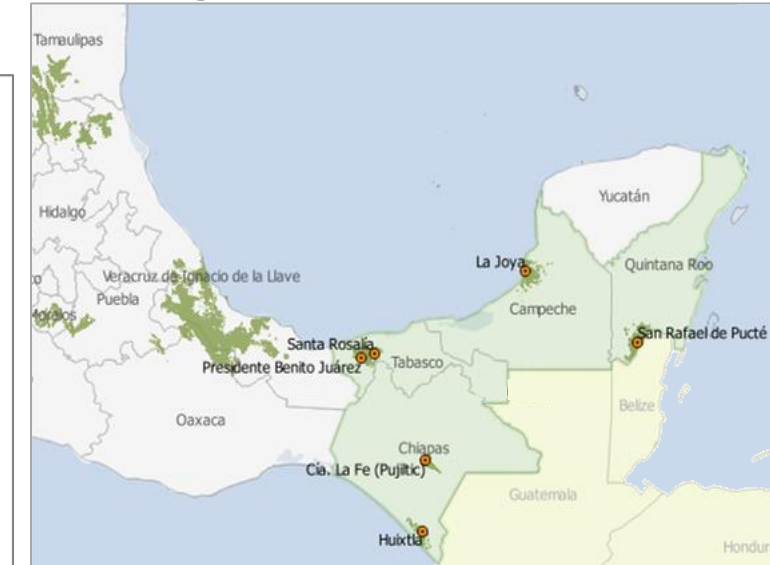 Tamaulipas
Hidalgo
Yucatán
La Joya
Quintana Roo
Veracruz de Ignacio de la Llave
Puebla
Morelos
Campeche
San Rafael de Pucté
Santa Rosalía
Tabasco
Presidente Benito Juárez
Belize
Oaxaca
Chiapas
Cía. La Fe (Pujiltic)
Guatemala
Huixtla
Hondur